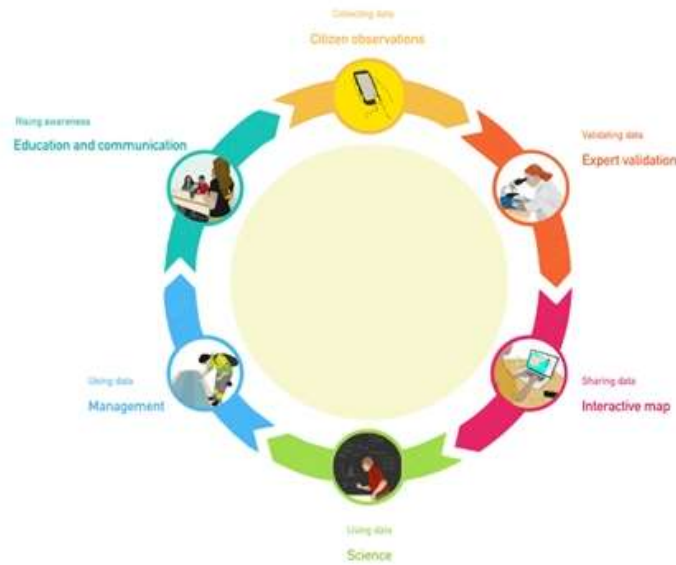 Collecting data
Citizen observations
Validating data
Expert validation
Sharing data
Interactive map
Using data
Science
Using data
Management
Rising awareness
Education and communication